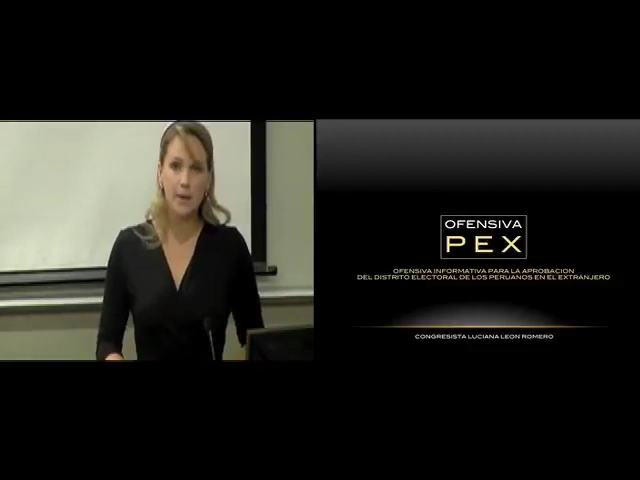 OFENSIVA
PEX
OFENSIVA INFORMATIVA PARA LA APROBACION
DEL DISTRITO ELECTORAL DE LOS PERUANOS EN EL EXTRANJERO
CONGRESISTA LUCIANA LEON ROMERO